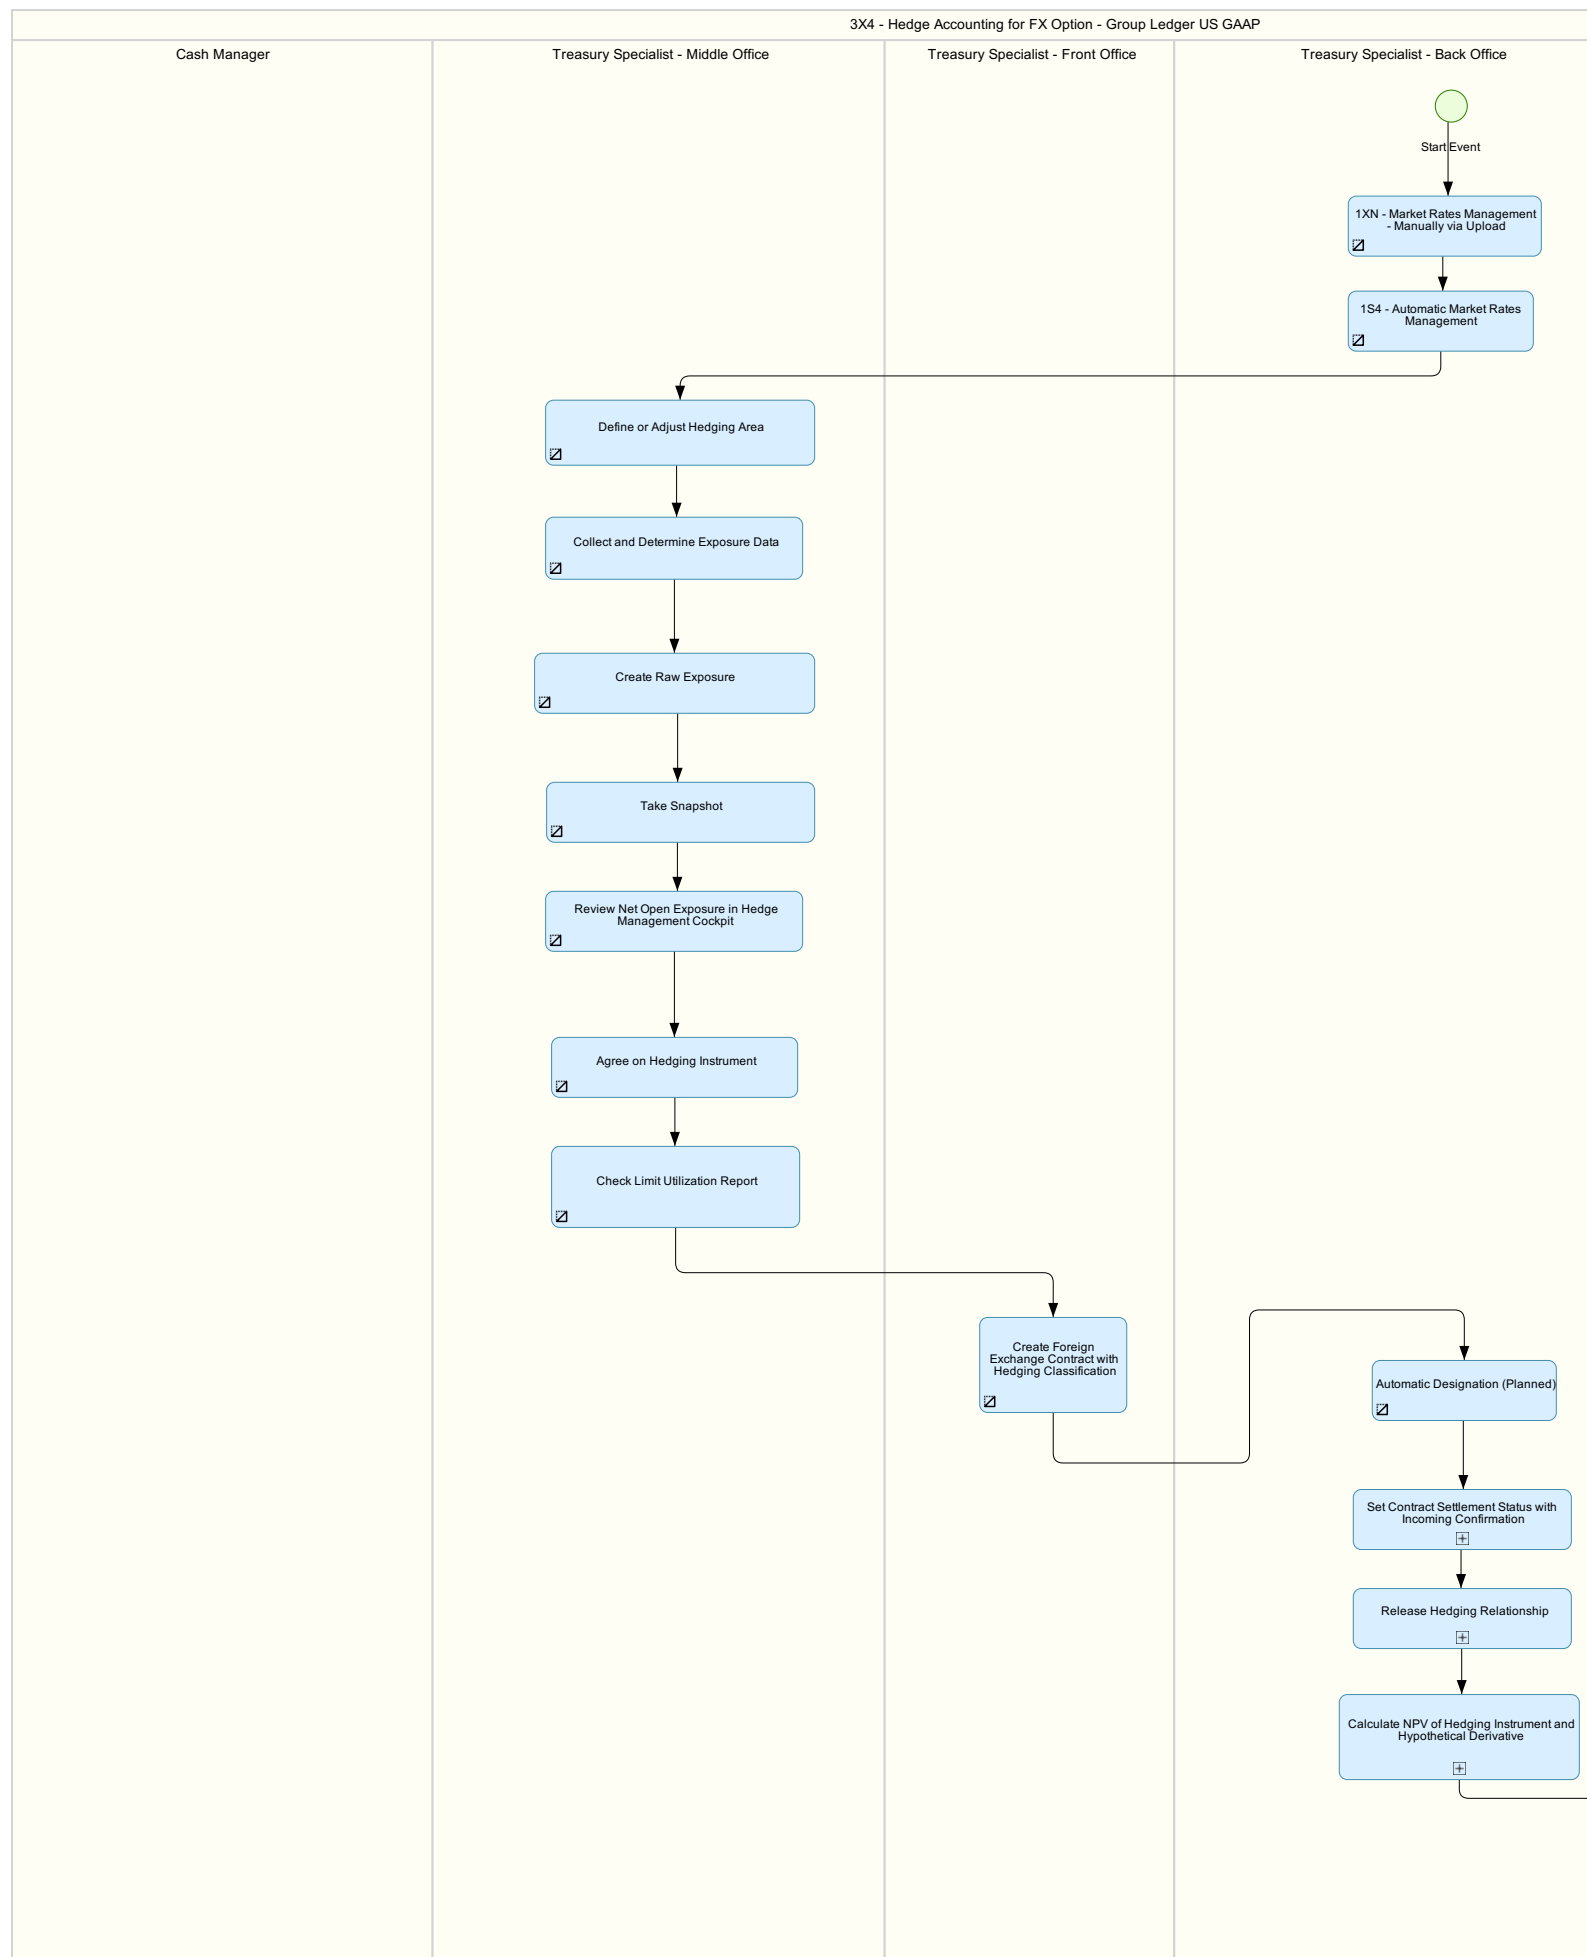 3X4 - Hedge Accounting for FX Option - Group Ledger US GAAP
Cash Manager
Treasury Specialist - Middle Office
Treasury Specialist - Front Office
Treasury Specialist - Back Office
Start Event
1XN - Market Rates Management
- Manually via Upload
1S4 - Automatic Market Rates
Management
Define or Adjust Hedging Area
Collect and Determine Exposure Data
Create Raw Exposure
Take Snapshot
Review Net Open Exposure in Hedge
Management Cockpit
Agree on Hedging Instrument
Check Limit Utilization Report
Create Foreign
Exchange Contract with
Hedging Classification
Automatic Designation (Planned)
Set Contract Settlement Status with
Incoming Confirmation
Release Hedging Relationship
Calculate NPV of Hedging Instrument and
Hypothetical Derivative